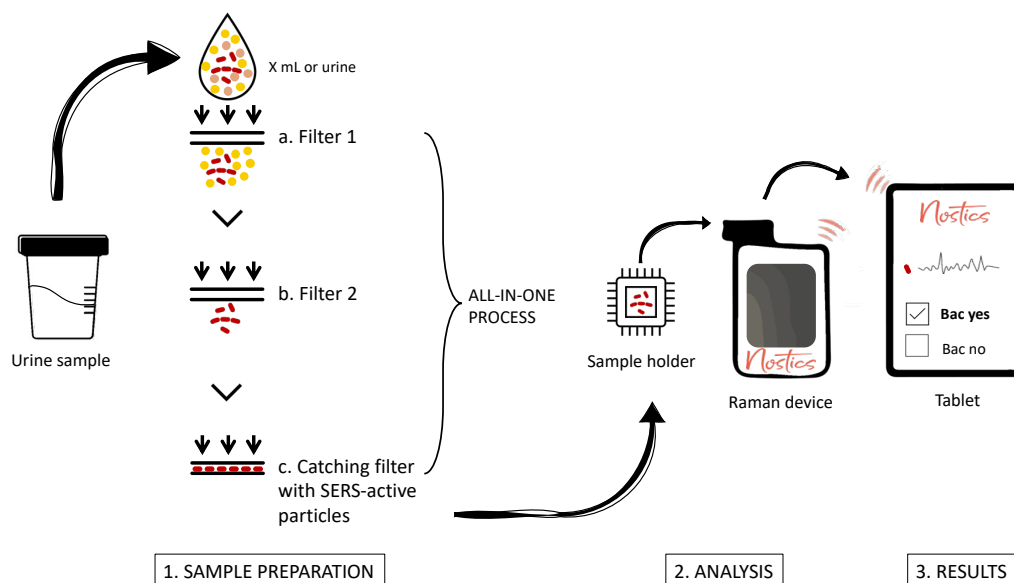 X mL or urine
a. Filter 1
b. Filter 2
c. Catching filter
with SERS-active
particles
ALL-IN-ONE
PROCESS
Urine sample
Sample holder
Nostics
Raman device
Nostics
Bac yes
Bac no
Tablet
1. SAMPLE PREPARATION
2. ANALYSIS
3. RESULTS